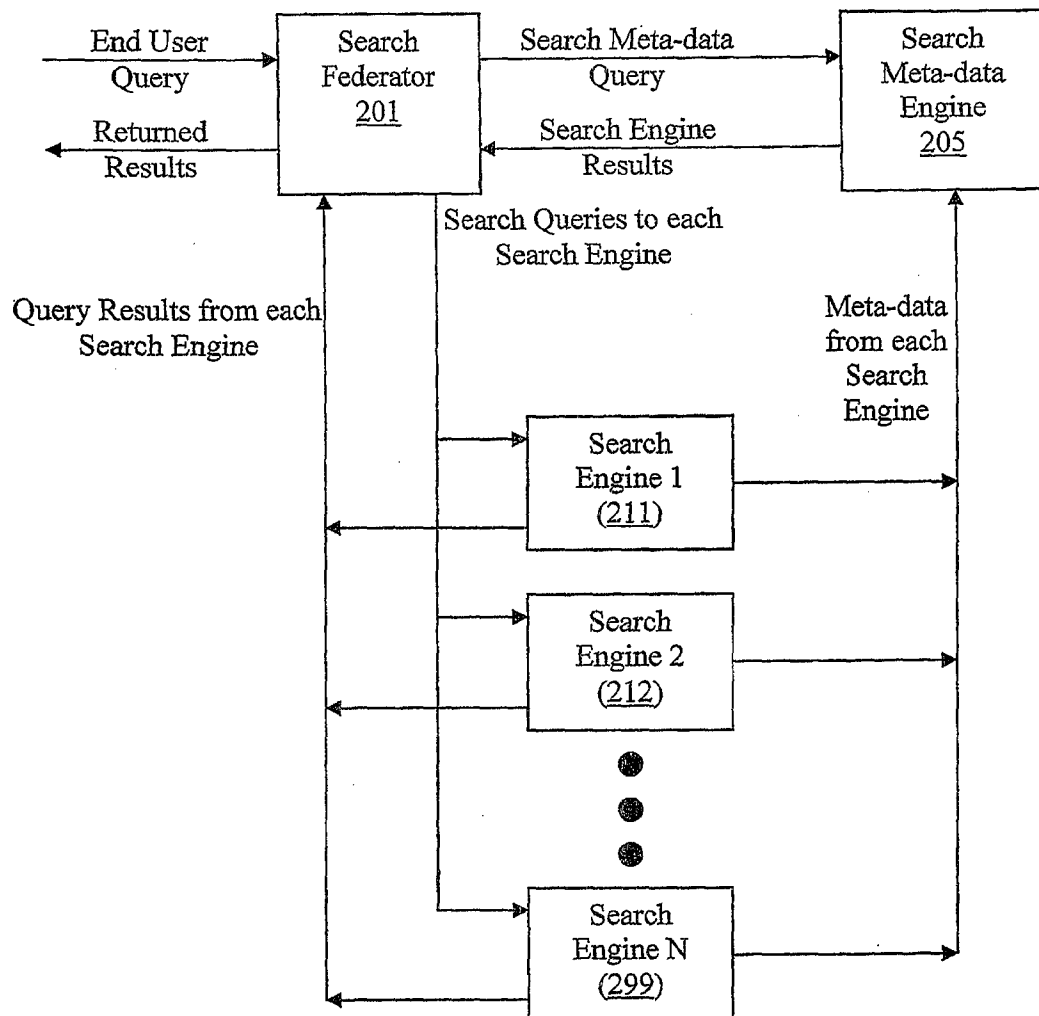 End User
Query
Returned
Results
Search
Federator
201
Search Meta-data
Query
Search Engine
Results
Search
Meta-data
Engine
205
Search Queries to each
Search Engine
Query Results from each
Search Engine
Meta-data
from each
Search
Engine
Search
Engine 1
(211)
Search
Engine 2
(212)
Search
Engine N
(299)